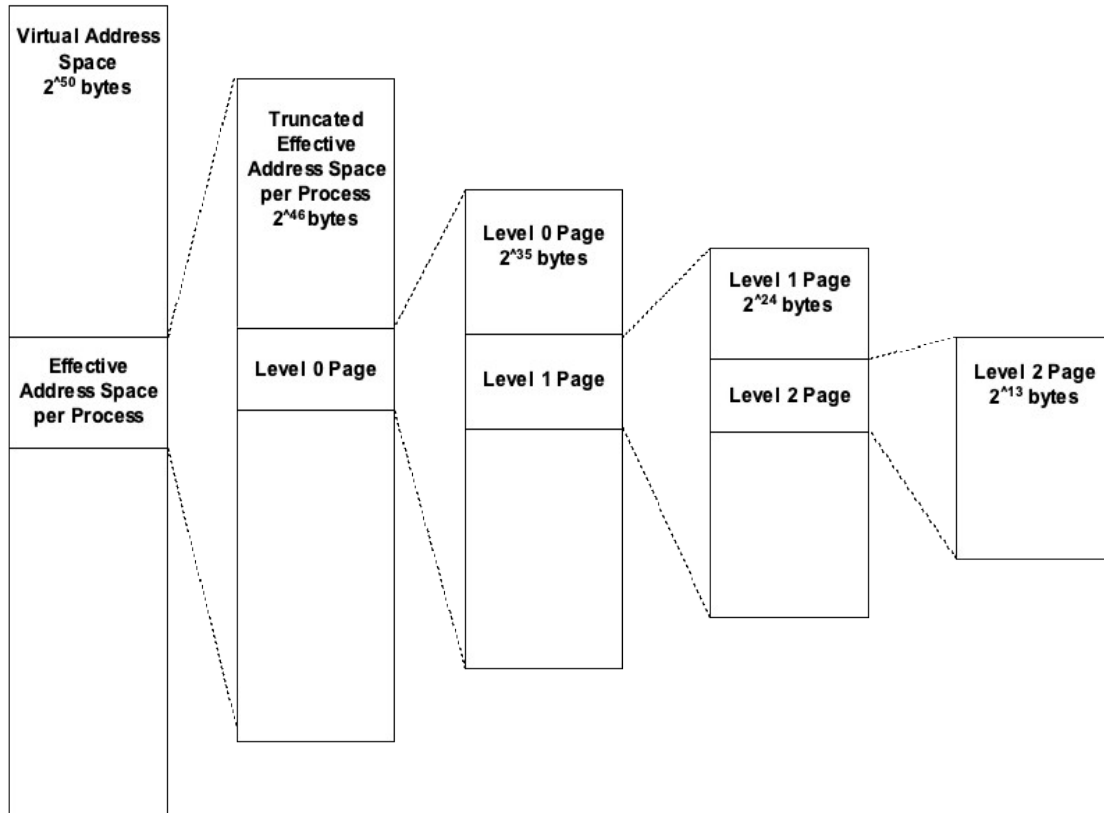 Virtual Address
Space
2^50 bytes
Effective
Address Space
per Process
Truncated
Effective
Address Space
per Process
2^46 bytes
Level 0 Page
Level 0 Page
2^35 bytes
Level 1 Page
Level 1 Page
2^24 bytes
Level 2 Page
Level 2 Page
2^13 bytes